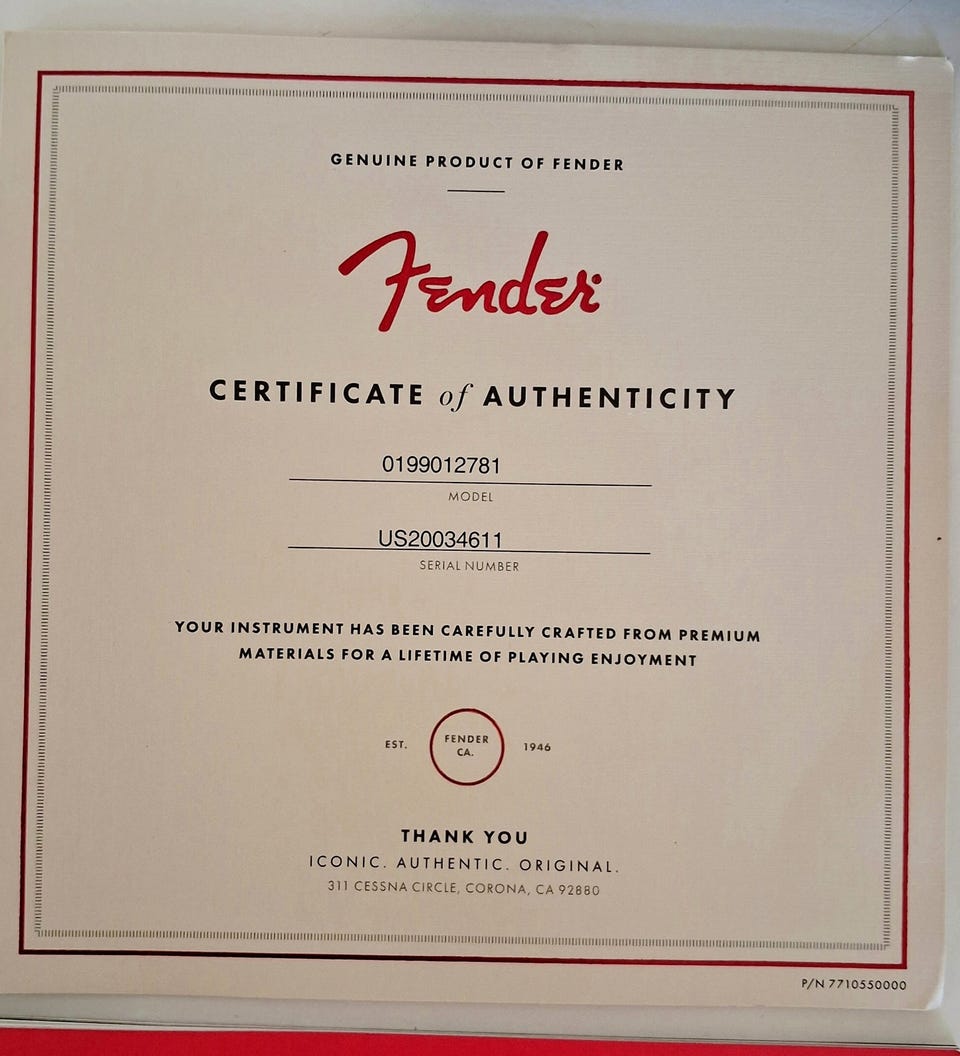 GENUINE PRODUCT OF FENDER
Fender®
CERTIFICATE of AUTHENTICITY
0199012781
MODEL
US20034611
SERIAL NUMBER
YOUR INSTRUMENT HAS BEEN CAREFULLY CRAFTED FROM PREMIUM
MATERIALS FOR A LIFETIME OF PLAYING ENJOYMENT
EST. FENDER CA. 1946
THANK YOU
ICONIC. AUTHENTIC. ORIGINAL.
311 CESSNA CIRCLE, CORONA, CA 92880
P/N 7710550000